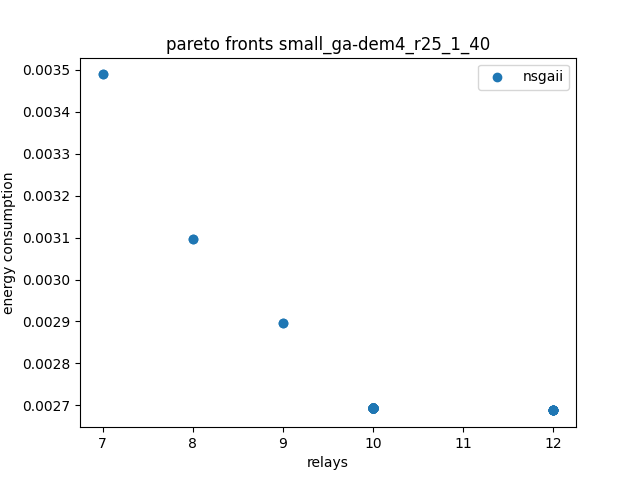 pareto fronts small_ga-dem4_r25_1_40
nsgaii
0.0035
0.0034
0.0033
0.0032
0.0031
0.0030
0.0029
0.0028
0.0027
energy consumption
7 8 9 10 11 12
relays